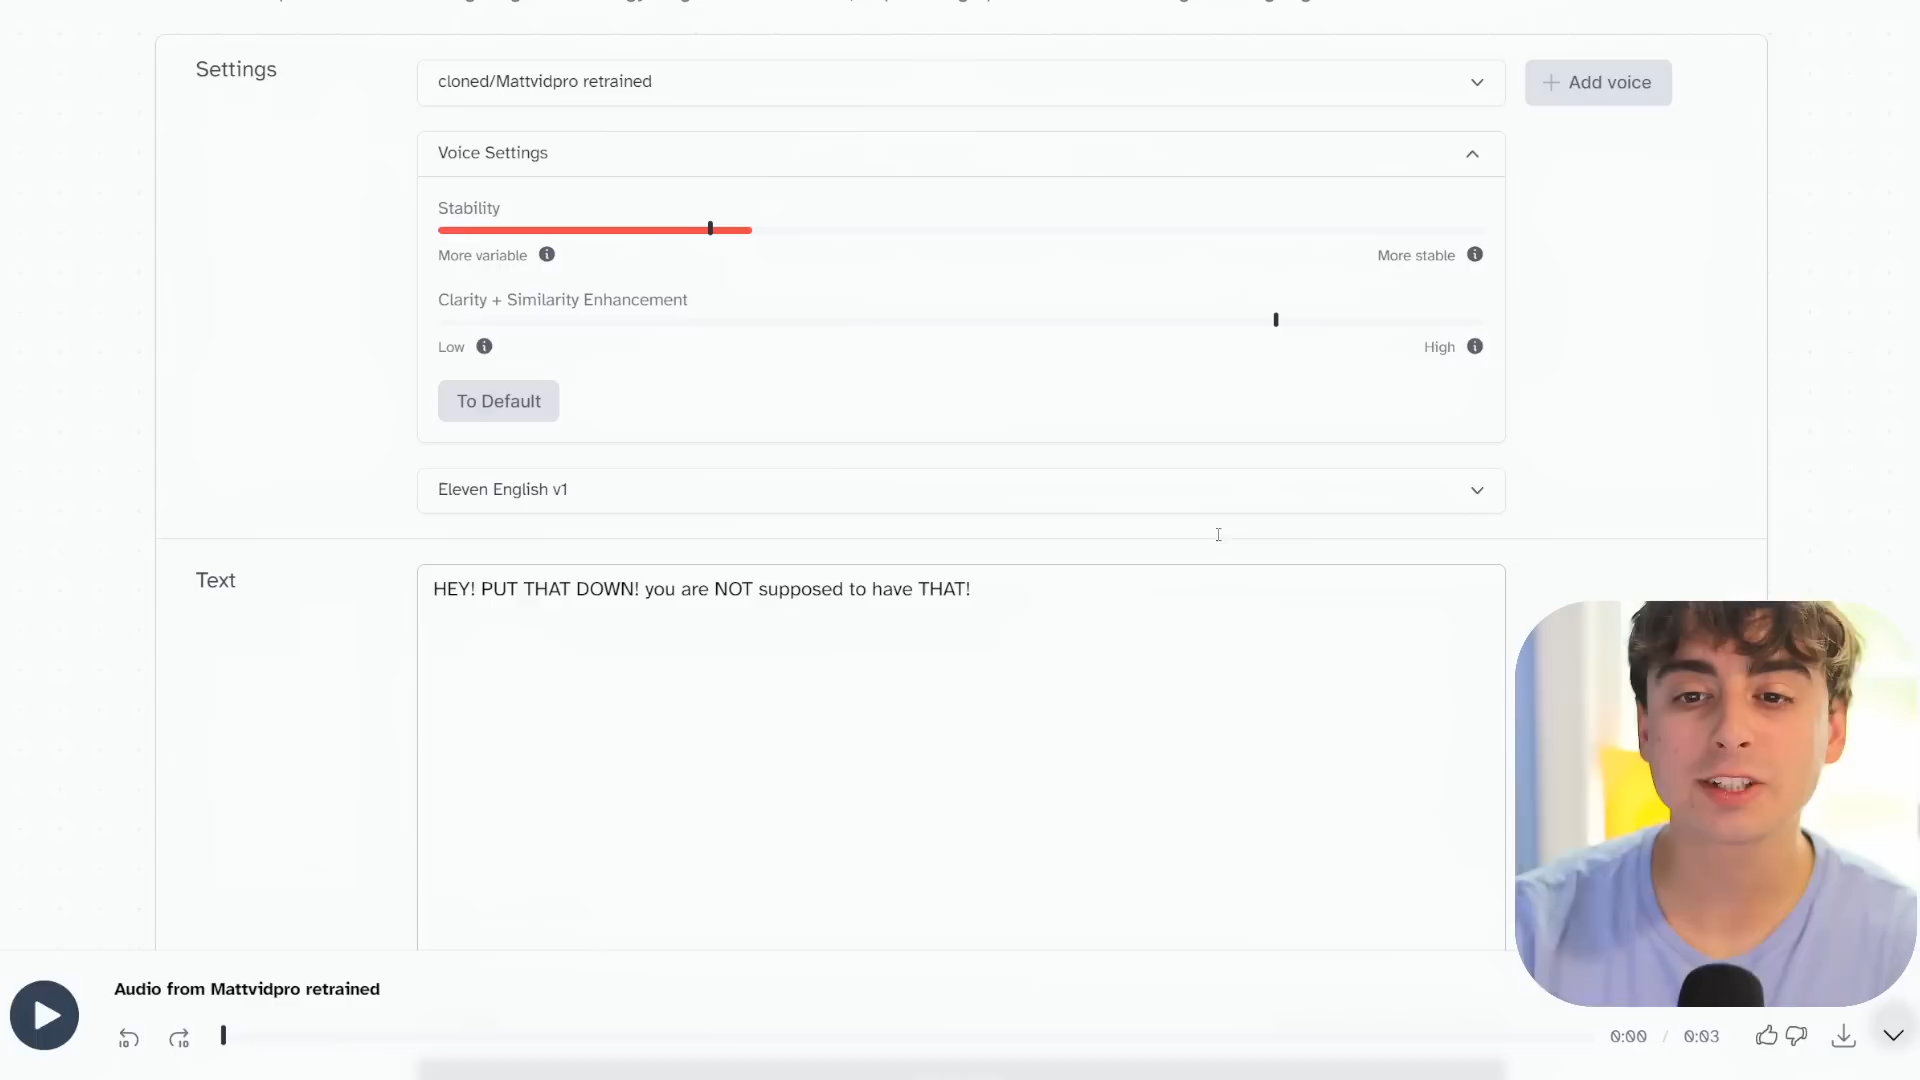 Settings
cloned/Mattvidpro retrained
Add voice
Voice Settings
Stability
More variable
More stable
Clarity + Similarity Enhancement
Low
High
To Default
Eleven English v1
Text
HEY! PUT THAT DOWN! you are NOT supposed to have THAT!
Audio from Mattvidpro retrained
10
10
0:00 / 0:03